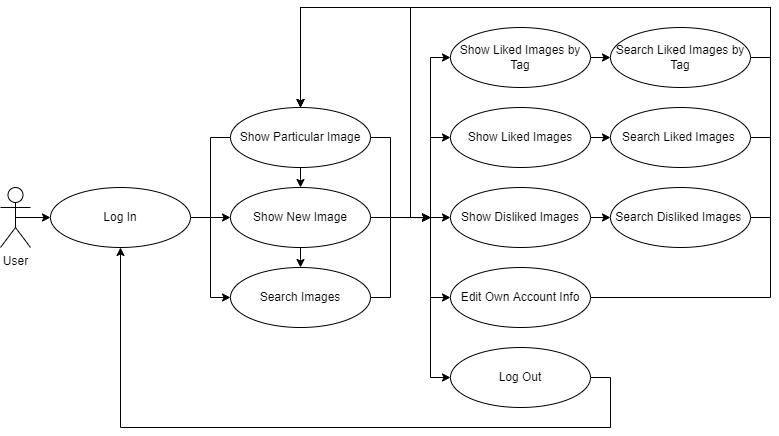 Show Liked Images by
Tag
Search Liked Images by
Tag
Show Particular Image
Show Liked Images
Search Liked Images
Log In
Show New Image
Show Disliked Images
Search Disliked Images
User
Search Images
Edit Own Account Info
Log Out